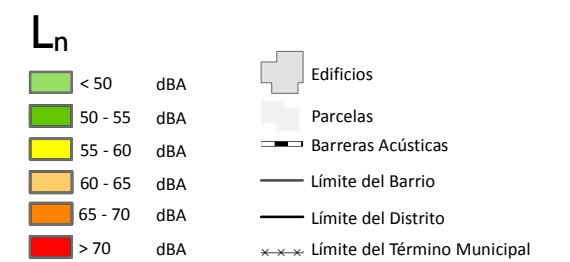 Ln
< 50 dBA
50 - 55 dBA
55 - 60 dBA
60 - 65 dBA
65 - 70 dBA
> 70 dBA
Edificios
Parcelas
Barreras Acústicas
Límite del Barrio
Límite del Distrito
Límite del Término Municipal